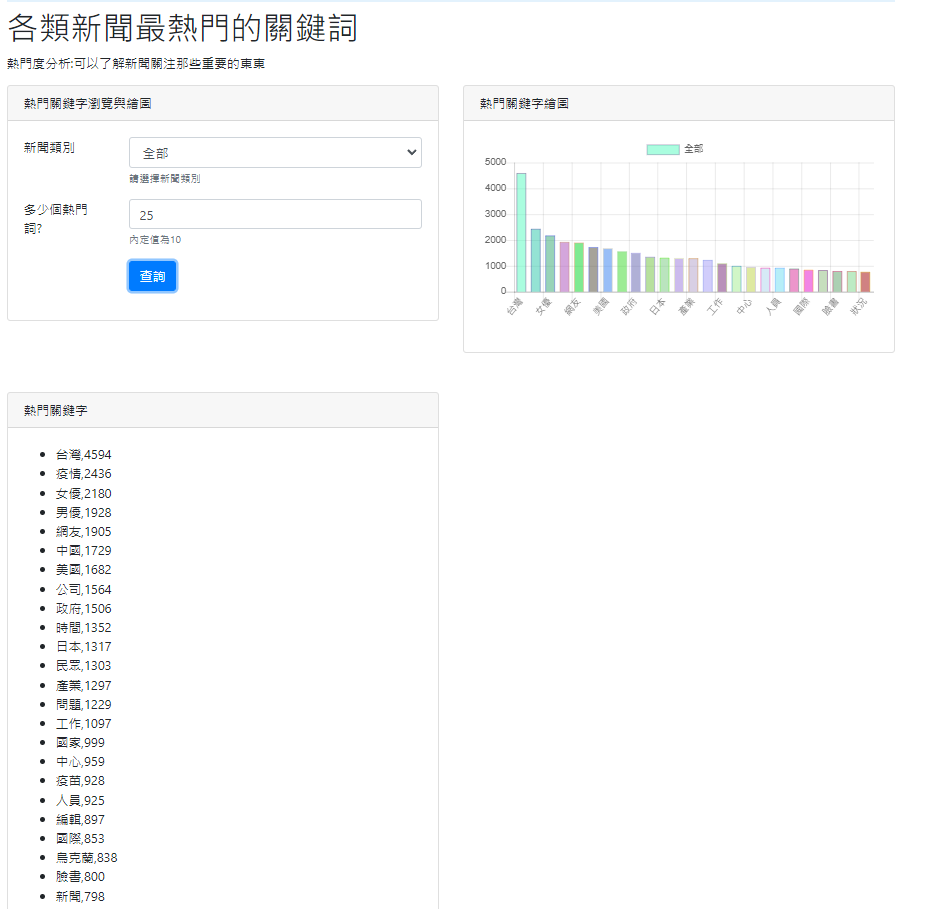 各類新聞最熱門的關鍵詞
熱門度分析:可以了解新聞關注那些重要的東東
熱門關鍵字瀏覽與繪圖
新聞類別
全部
請選擇新聞類別
多少個熱門
詞?
25
內定值為10
查詢
熱門關鍵字繪圖
全部
5000
4000
3000
2000
1000
0
台灣
女優
網友
美國
政府
日本
產業
工作
中心
人員
國際
臉書
狀況
熱門關鍵字
台灣,4594
疫情,2436
女優,2180
男優,1928
網友,1905
中國,1729
美國,1682
公司,1564
政府,1506
時間,1352
日本,1317
民眾,1303
產業,1297
問題,1229
工作,1097
國家,999
中心,959
疫苗,928
人員,925
編輯,897
國際,853
烏克蘭,838
臉書,800
新聞,798